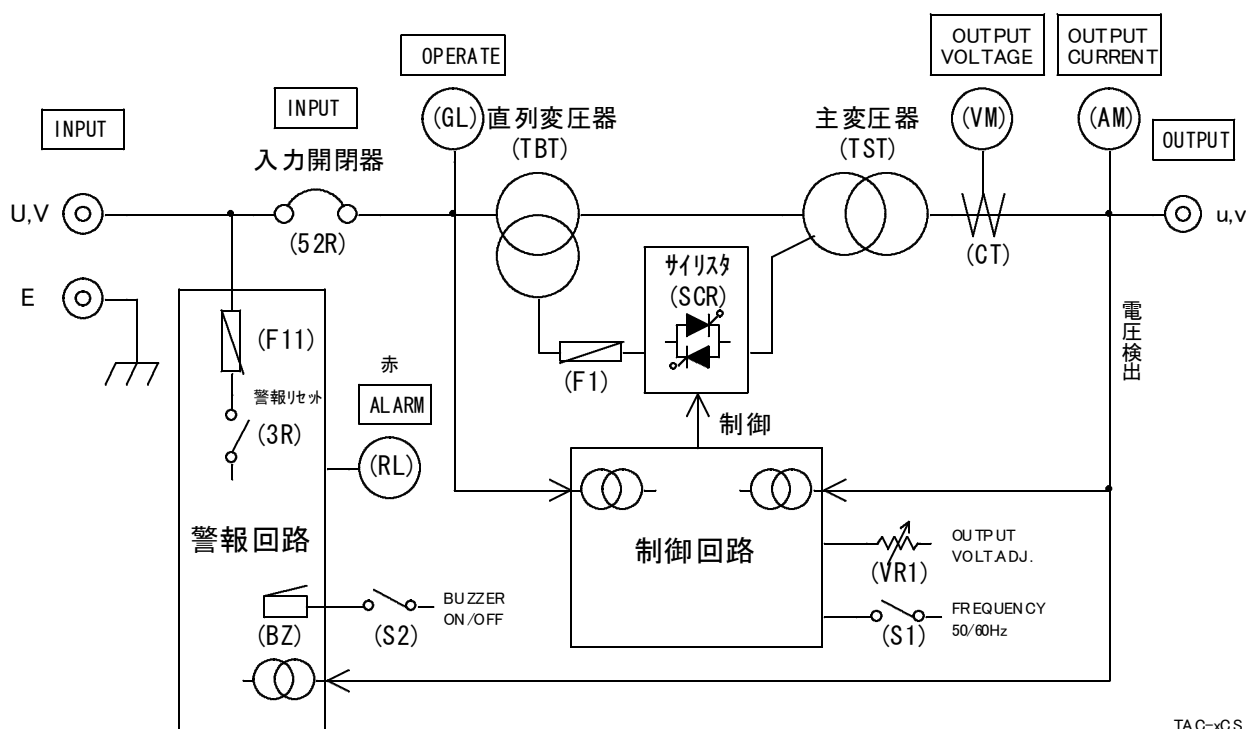 OUTPUT
VOLTAGE
OUTPUT
CURRENT
OPERATE
(GL)
直列変圧器
(TBT)
主変圧器
(TST)
(VM)
(AM)
INPUT
INPUT
OUTPUT
入力開閉器
U,V
(52R)
(CT)
u,v
E
サイリスタ
(SCR)
(F11)
(F1)
電圧検出
赤
ALARM
警報リセット
(3R)
制御
(RL)
警報回路
制御回路
(VR1)
OUTPUT
VOLT.ADJ.
(BZ)
(S2)
BUZZER
ON/OFF
(S1)
FREQUENCY
50/60Hz
TAC-xCS